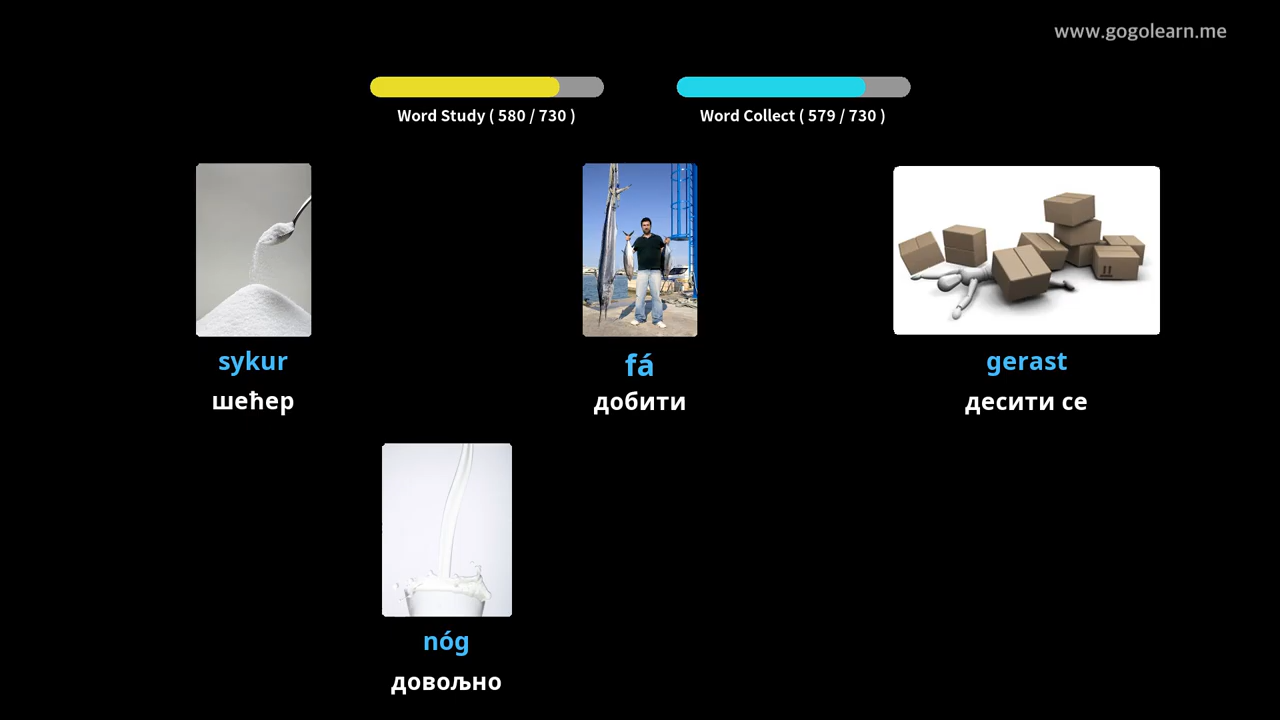 www.gogolearn.me
Word Study ( 580 / 730 )
Word Collect ( 579 / 730 )
sykur
шећер
fá
добити
gerast
десити се
nóg
довољно